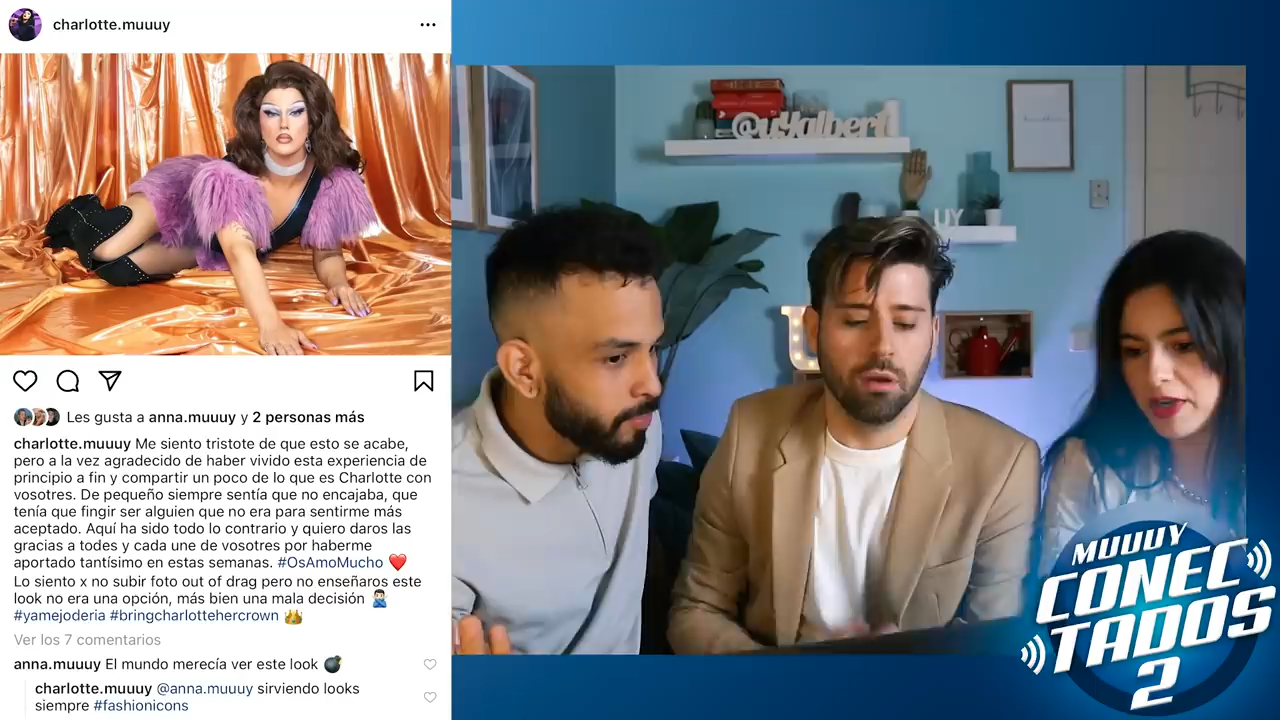 charlotte.muuuy
Les gusta a anna.muuuy y 2 personas más
charlotte.muuuy Me siento tristote de que esto se acabe,
pero a la vez agradecido de haber vivido esta experiencia de
principio a fin y compartir un poco de lo que es Charlotte con
vosotres. De pequeño siempre sentía que no encajaba, que
tenía que fingir ser alguien que no era para sentirme más
aceptado. Aquí ha sido todo lo contrario y quiero daros las
gracias a todes y cada une de vosotres por haberme
aportado tantísimo en estas semanas. #OsAmoMucho ❤️
Lo siento x no subir foto out of drag pero no enseñaros este
look no era una opción, más bien una mala decisión 🙅🏻‍♂️
#yamejoderia #bringcharlottehercrown 👑
Ver los 7 comentarios
anna.muuuy El mundo merecía ver este look 💣
charlotte.muuuy @anna.muuuy sirviendo looks
siempre #fashionicons
@uyalbert
UY
U
MUUUY
CONEC
TADOS
2